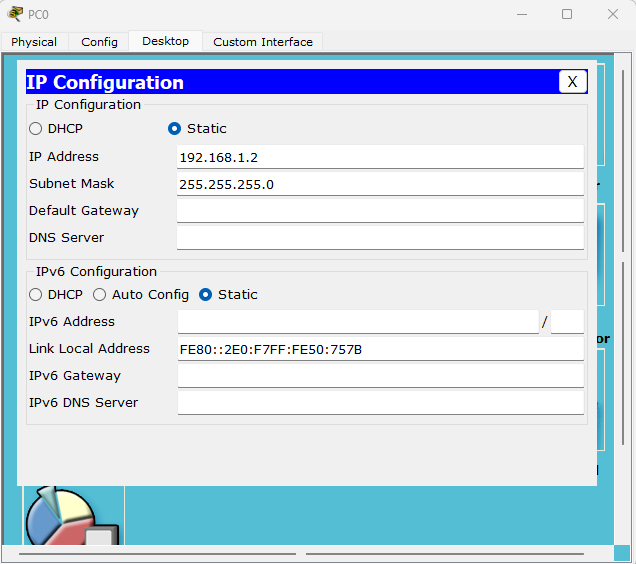 PC0
Physical Config Desktop Custom Interface
IP Configuration X
IP Configuration
DHCP Static
IP Address 192.168.1.2
Subnet Mask 255.255.255.0
Default Gateway
DNS Server
IPv6 Configuration
DHCP Auto Config Static
IPv6 Address /
Link Local Address FE80::2E0:F7FF:FE50:757B
IPv6 Gateway
IPv6 DNS Server
or